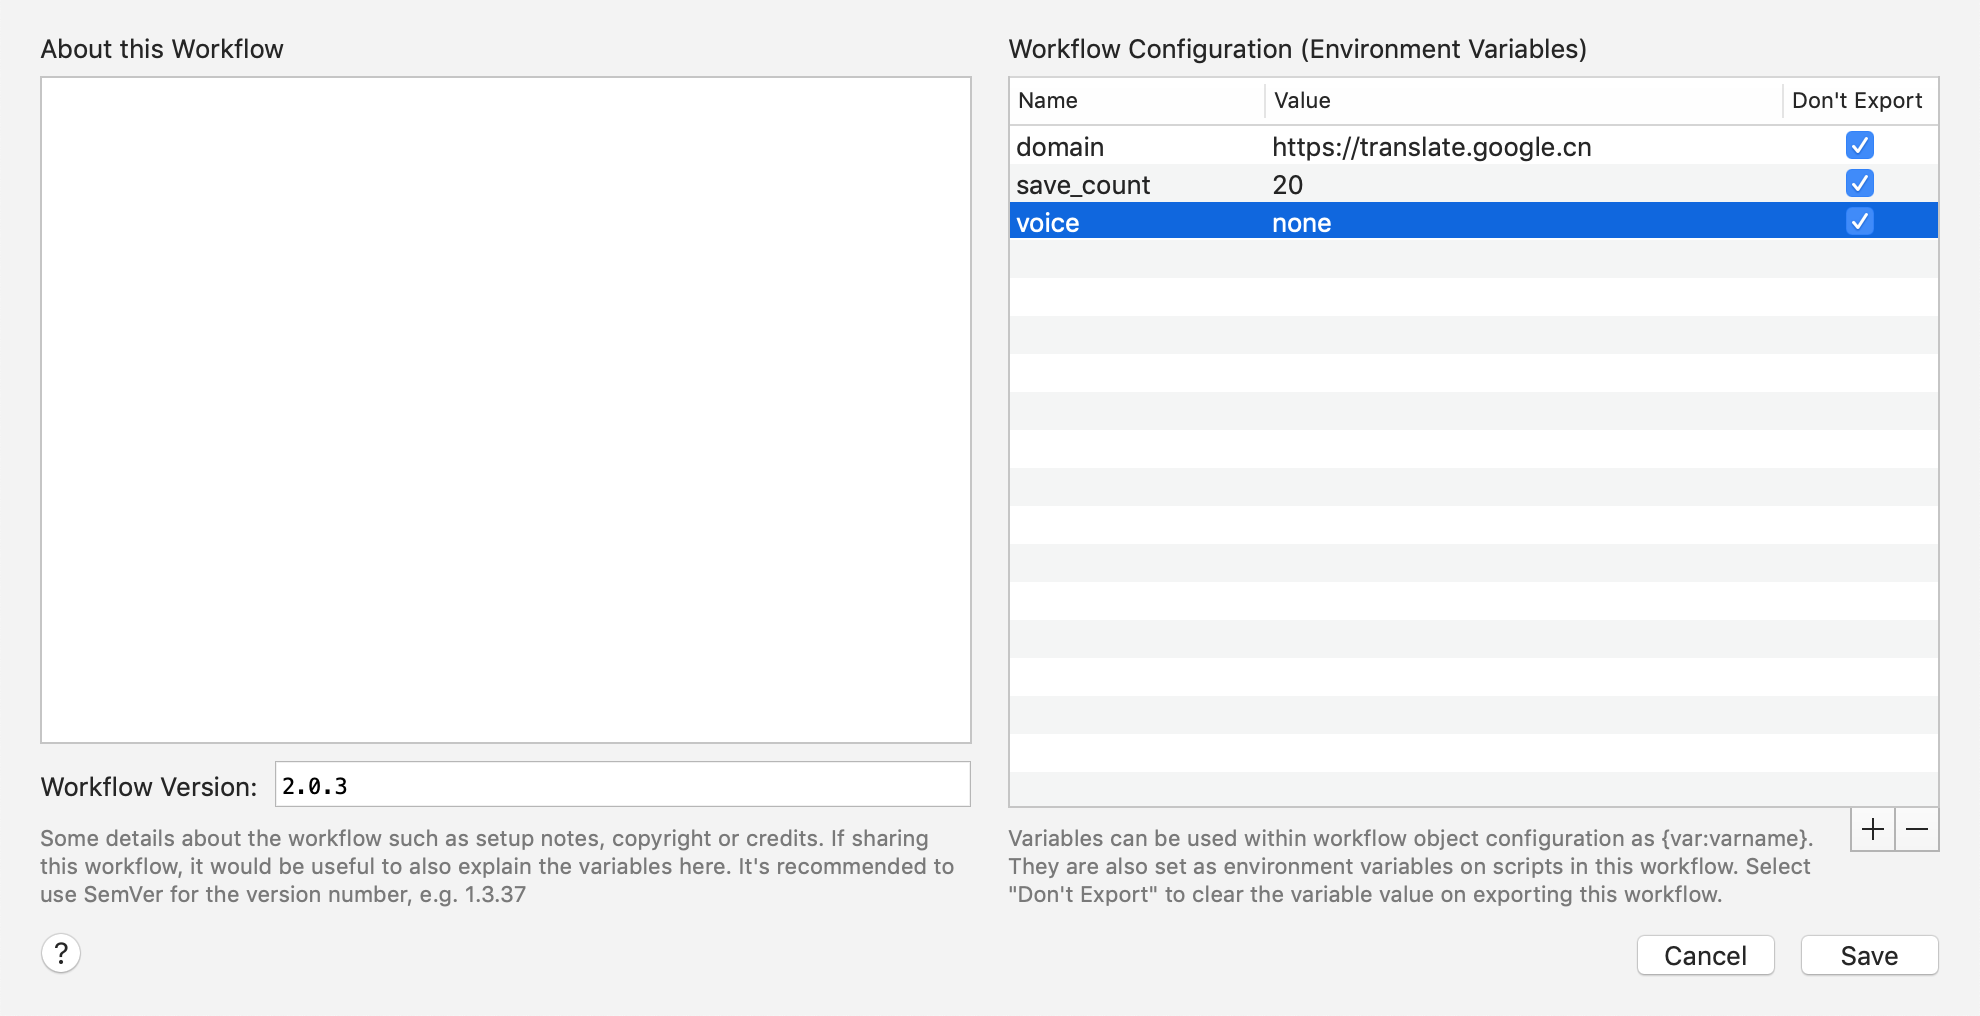 About this Workflow
Workflow Version: 2.0.3
Some details about the workflow such as setup notes, copyright or credits. If sharing
this workflow, it would be useful to also explain the variables here. It's recommended to
use SemVer for the version number, e.g. 1.3.37
?
Workflow Configuration (Environment Variables)
Name Value Don't Export
domain https://translate.google.cn
save_count 20
voice none
Variables can be used within workflow object configuration as {var:varname}.
They are also set as environment variables on scripts in this workflow. Select
"Don't Export" to clear the variable value on exporting this workflow.
Cancel Save